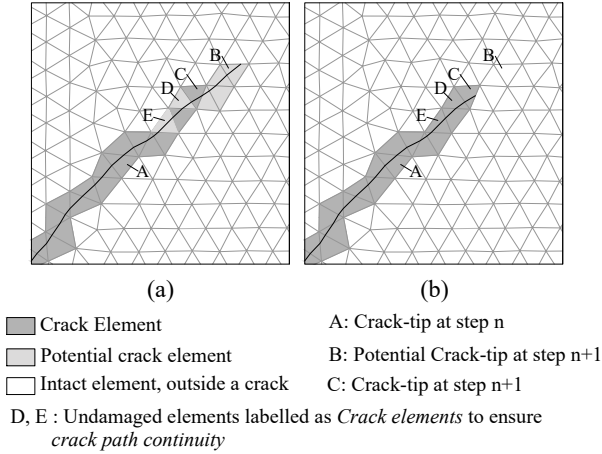 B
C
D
E
A
B
C
D
E
A
(a)
(b)
Crack Element
Potential crack element
Intact element, outside a crack
A: Crack-tip at step n
B: Potential Crack-tip at step n+1
C: Crack-tip at step n+1
D, E : Undamaged elements labelled as Crack elements to ensure
crack path continuity